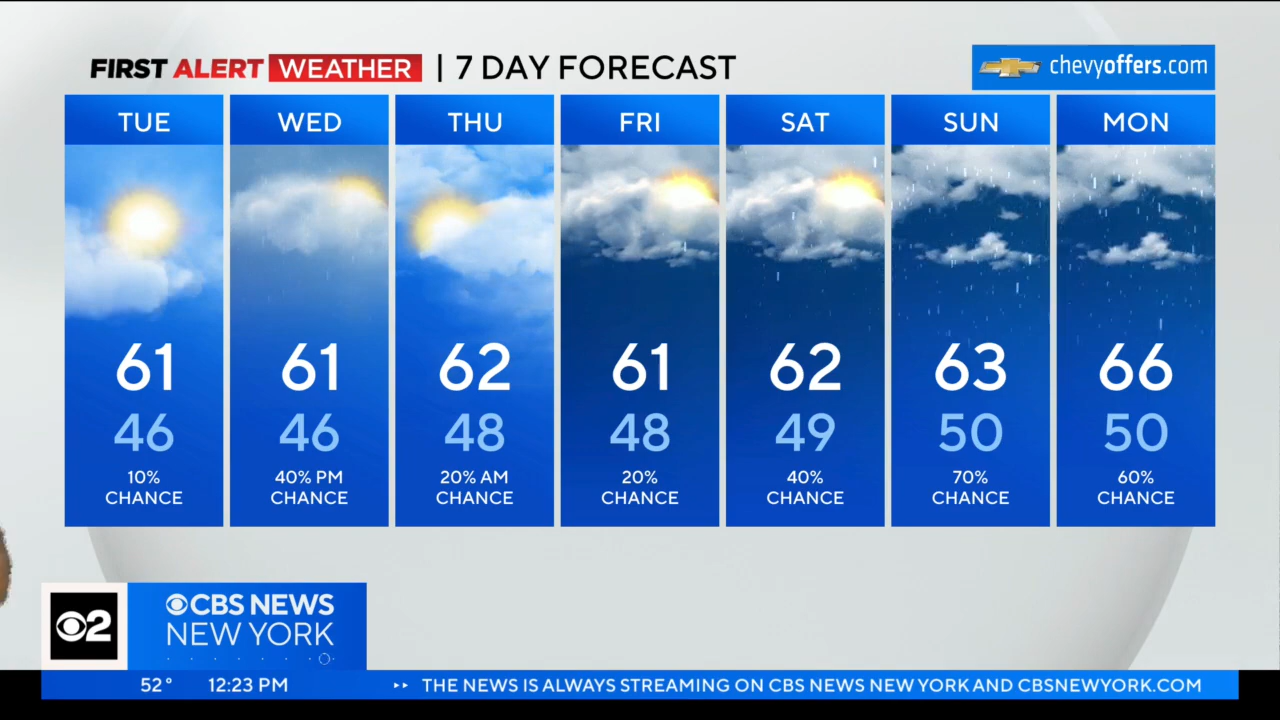 FIRST ALERT WEATHER | 7 DAY FORECAST
chevyoffers.com
TUE
61
46
10%
CHANCE
WED
61
46
40% PM
CHANCE
THU
62
48
20% AM
CHANCE
FRI
61
48
20%
CHANCE
SAT
62
49
40%
CHANCE
SUN
63
50
70%
CHANCE
MON
66
50
60%
CHANCE
2
CBS NEWS
NEW YORK
52° 12:23 PM THE NEWS IS ALWAYS STREAMING ON CBS NEWS NEW YORK AND CBSNEWYORK.COM